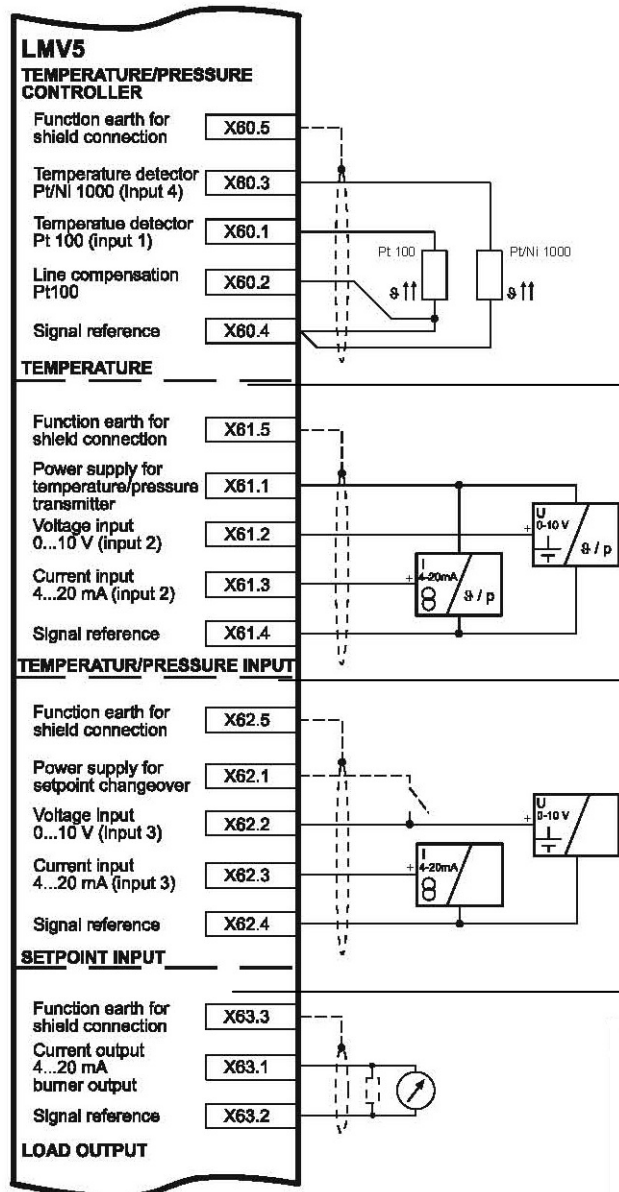 LMV5
TEMPERATURE/PRESSURE
CONTROLLER
Function earth for
shield connection
X60.5
Temperature detector
Pt/Ni 1000 (input 4)
X60.3
Temperatue detector
Pt 100 (input 1)
X60.1
Pt 100
Pt/Ni 1000
Line compensation
Pt100
X60.2
ϑ
ϑ
Signal reference
X60.4
TEMPERATURE
Function earth for
shield connection
X61.5
Power supply for
temperature/pressure
transmitter
X61.1
Voltage input
0...10 V (input 2)
X61.2
+
U
0-10 V
ϑ / p
Current input
4...20 mA (input 2)
X61.3
+
I
4-20mA
ϑ / p
Signal reference
X61.4
TEMPERATUR/PRESSURE INPUT
Function earth for
shield connection
X62.5
Power supply for
setpoint changeover
X62.1
Voltage input
0...10 V (input 3)
X62.2
+
U
0-10 V
Current input
4...20 mA (input 3)
X62.3
+
I
4-20mA
Signal reference
X62.4
SETPOINT INPUT
Function earth for
shield connection
X63.3
Current output
4...20 mA
burner output
X63.1
Signal reference
X63.2
LOAD OUTPUT